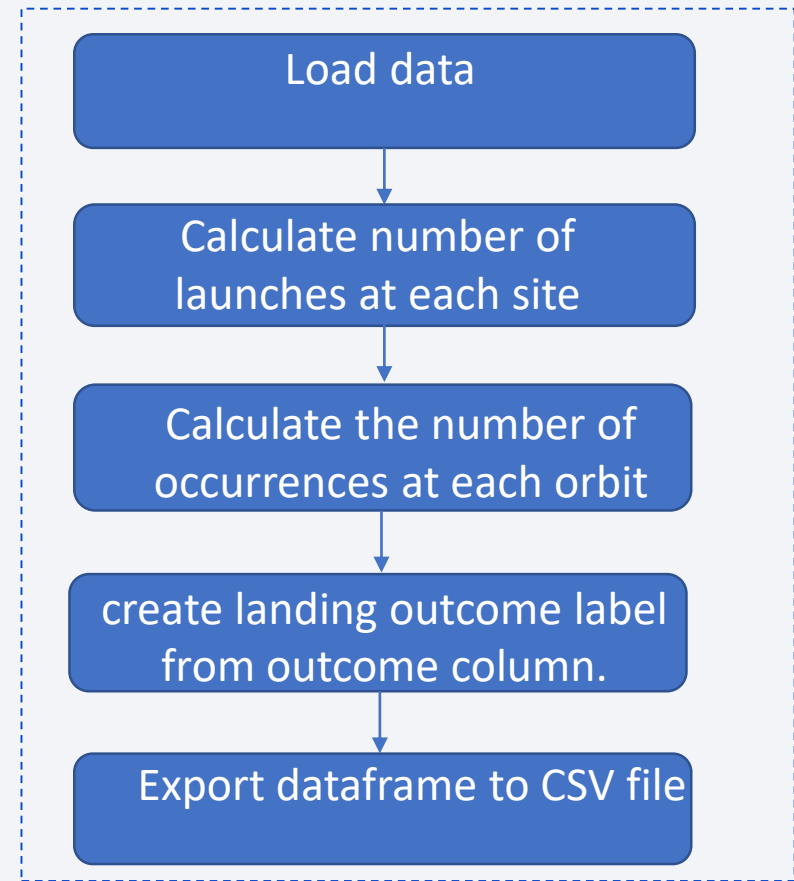 Load data
Calculate number of
launches at each site
Calculate the number of
occurrences at each orbit
create landing outcome label
from outcome column.
Export dataframe to CSV file